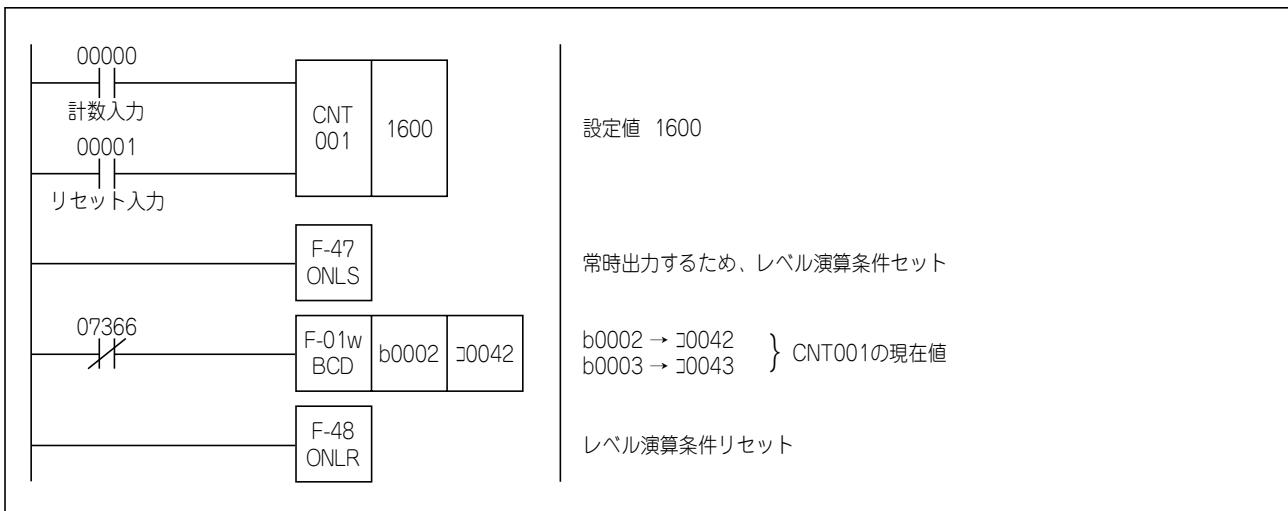 00000
計数入力
CNT
001
1600
設定値 1600
00001
リセット入力
F-47
ONLS
常時出力するため、レベル演算条件セット
07366
F-01w
BCD
b0002
コ0042
b0002 → コ0042
b0003 → コ0043
} CNT001の現在値
F-48
ONLR
レベル演算条件リセット